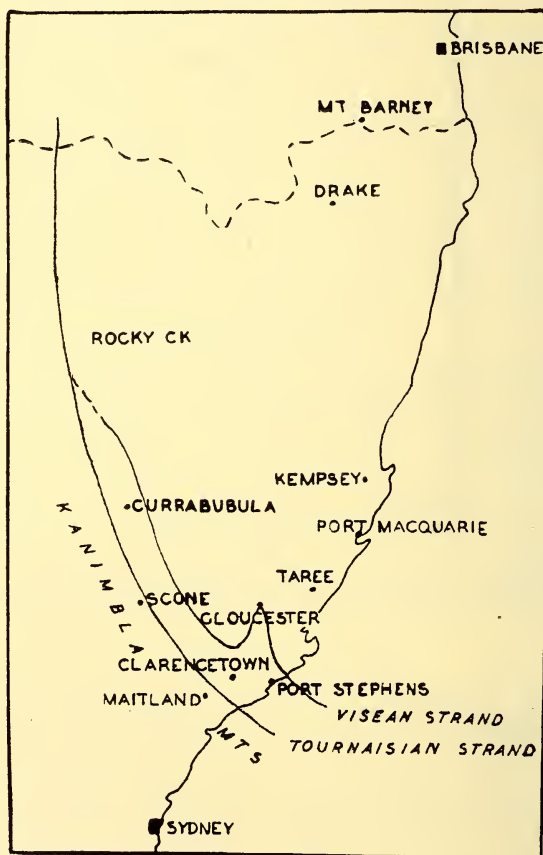 BRISBANE
MT BARNEY
DRAKE
ROCKY CK
KEMPSEY
CURRABUBULA
PORT MACQUARIE
KANIMBLA
TAREE
SCONE
GLOUCESTER
CLARENCETOWN
PORT STEPHENS
MAITLAND
VISEAN STRAND
MTS
TOURNAISIAN STRAND
SYDNEY